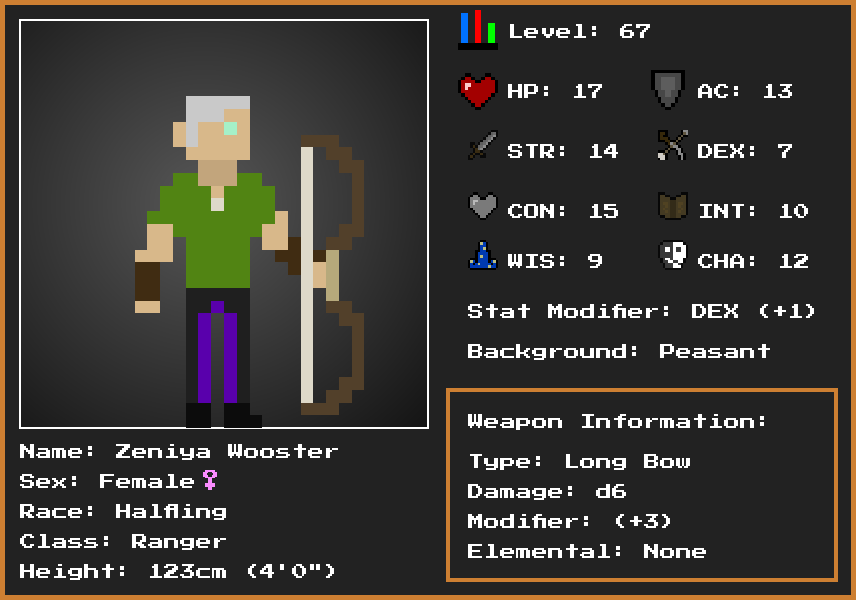 Level: 67
HP: 17 AC: 13
STR: 14 DEX: 7
CON: 15 INT: 10
WIS: 9 CHA: 12
Stat Modifier: DEX (+1)
Background: Peasant
Weapon Information:
Type: Long Bow
Damage: d6
Modifier: (+3)
Elemental: None
Name: Zeniya Wooster
Sex: Female♀
Race: Halfling
Class: Ranger
Height: 123cm (4'0")